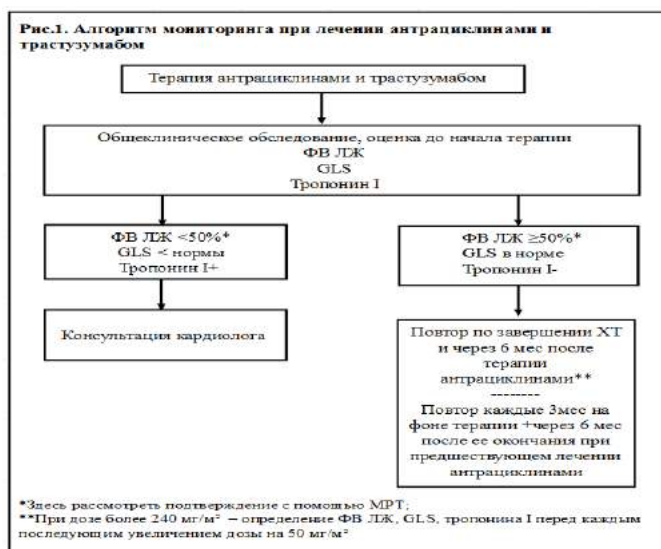 Рис.1. Алгоритм мониторинга при лечении антрациклинами и
трастузумабом
Терапия антрациклинами и трастузумабом
Общеклиническое обследование, оценка до начала терапии
ФВ ЛЖ
GLS
Тропонин I
ФВ ЛЖ <50%*
GLS < нормы
Тропонин I+
ФВ ЛЖ ≥50%*
GLS в норме
Тропонин I-
Консультация кардиолога
Повтор по завершении ХТ
и через 6 мес после
терапии
антрациклинами**
--------
Повтор каждые 3мес на
фоне терапии +через 6 мес
после ее окончания при
предшествующем лечении
антрациклинами
*Здесь рассмотреть подтверждение с помощью МРТ;
**При дозе более 240 мг/м² – определение ФВ ЛЖ, GLS, тропонина I перед каждым
последующим увеличением дозы на 50 мг/м²